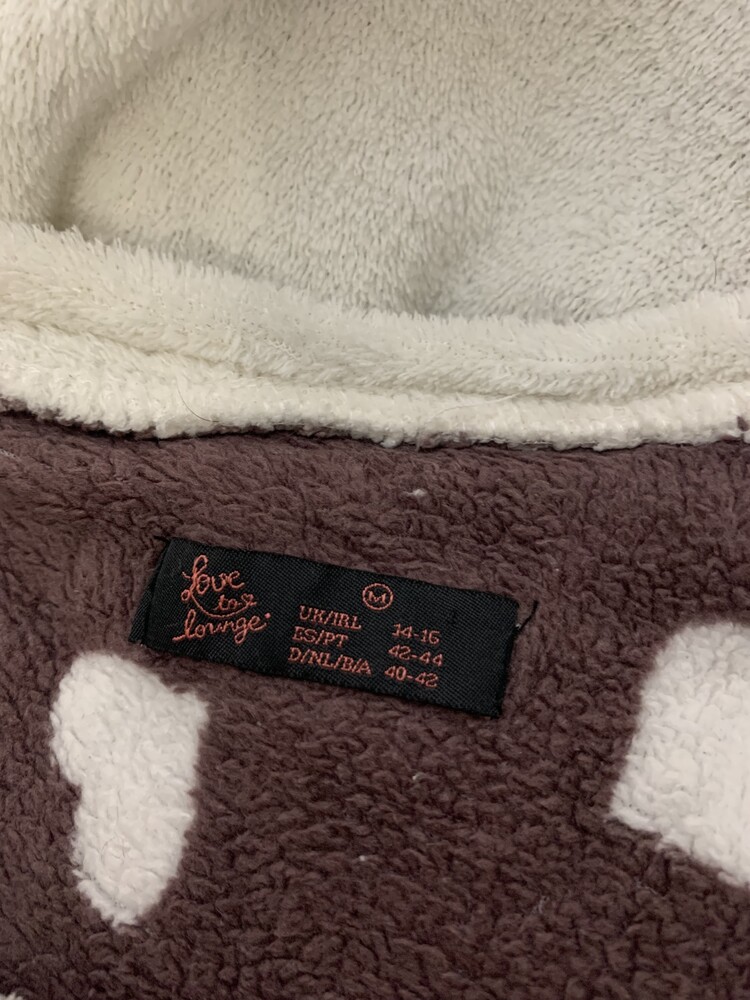 Love
to
lounge
M
UK/IRL 14-16
ES/PT 42-44
D/NL/B/A 40-42